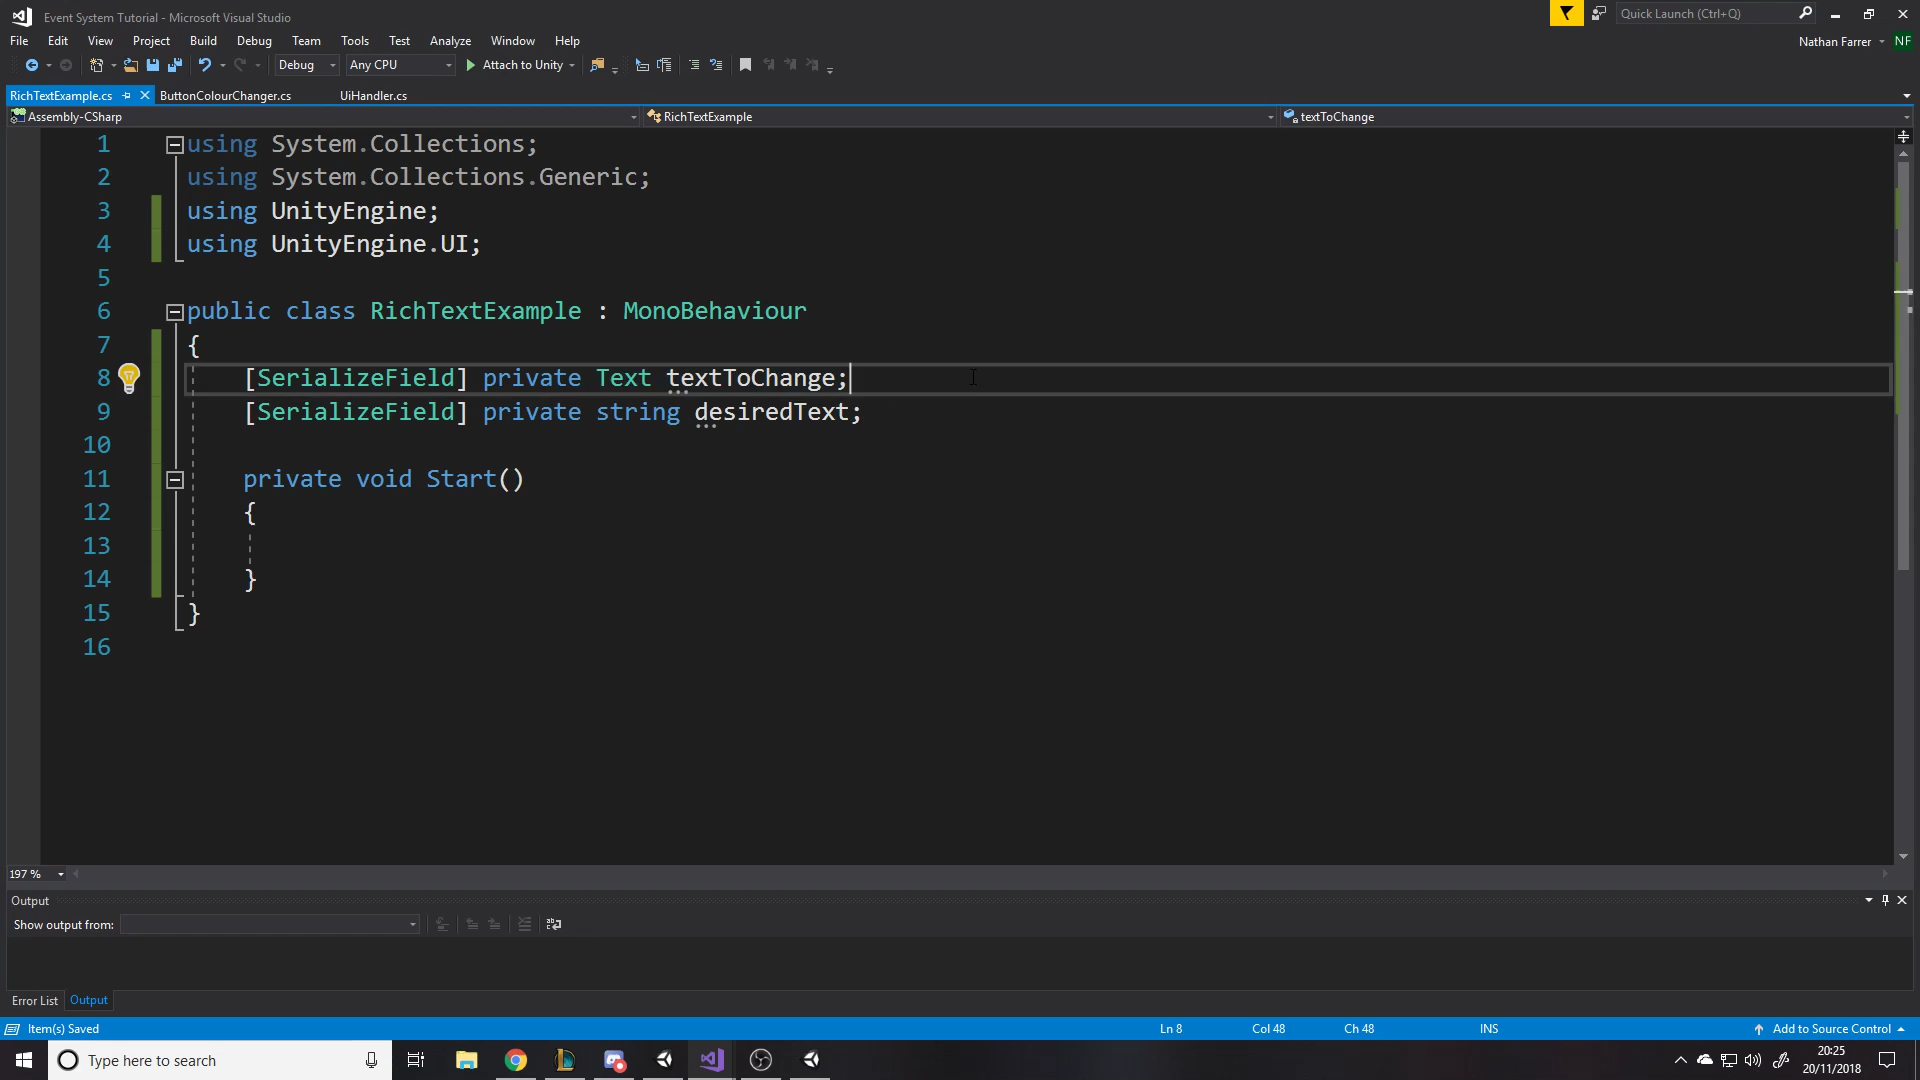 Event System Tutorial - Microsoft Visual Studio
Quick Launch (Ctrl+Q)
File Edit View Project Build Debug Team Tools Test Analyze Window Help
Nathan Farrer NF
Debug Any CPU Attach to Unity
RichTextExample.cs ButtonColourChanger.cs UiHandler.cs
Assembly-CSharp RichTextExample textToChange
1 using System.Collections;
2 using System.Collections.Generic;
3 using UnityEngine;
4 using UnityEngine.UI;
5
6 public class RichTextExample : MonoBehaviour
7 {
8 [SerializeField] private Text textToChange;
9 [SerializeField] private string desiredText;
10
11 private void Start()
12 {
13
14 }
15 }
16
197 %
Output
Show output from:
Error List Output
Item(s) Saved Ln 8 Col 48 Ch 48 INS Add to Source Control
Type here to search
20:25
20/11/2018